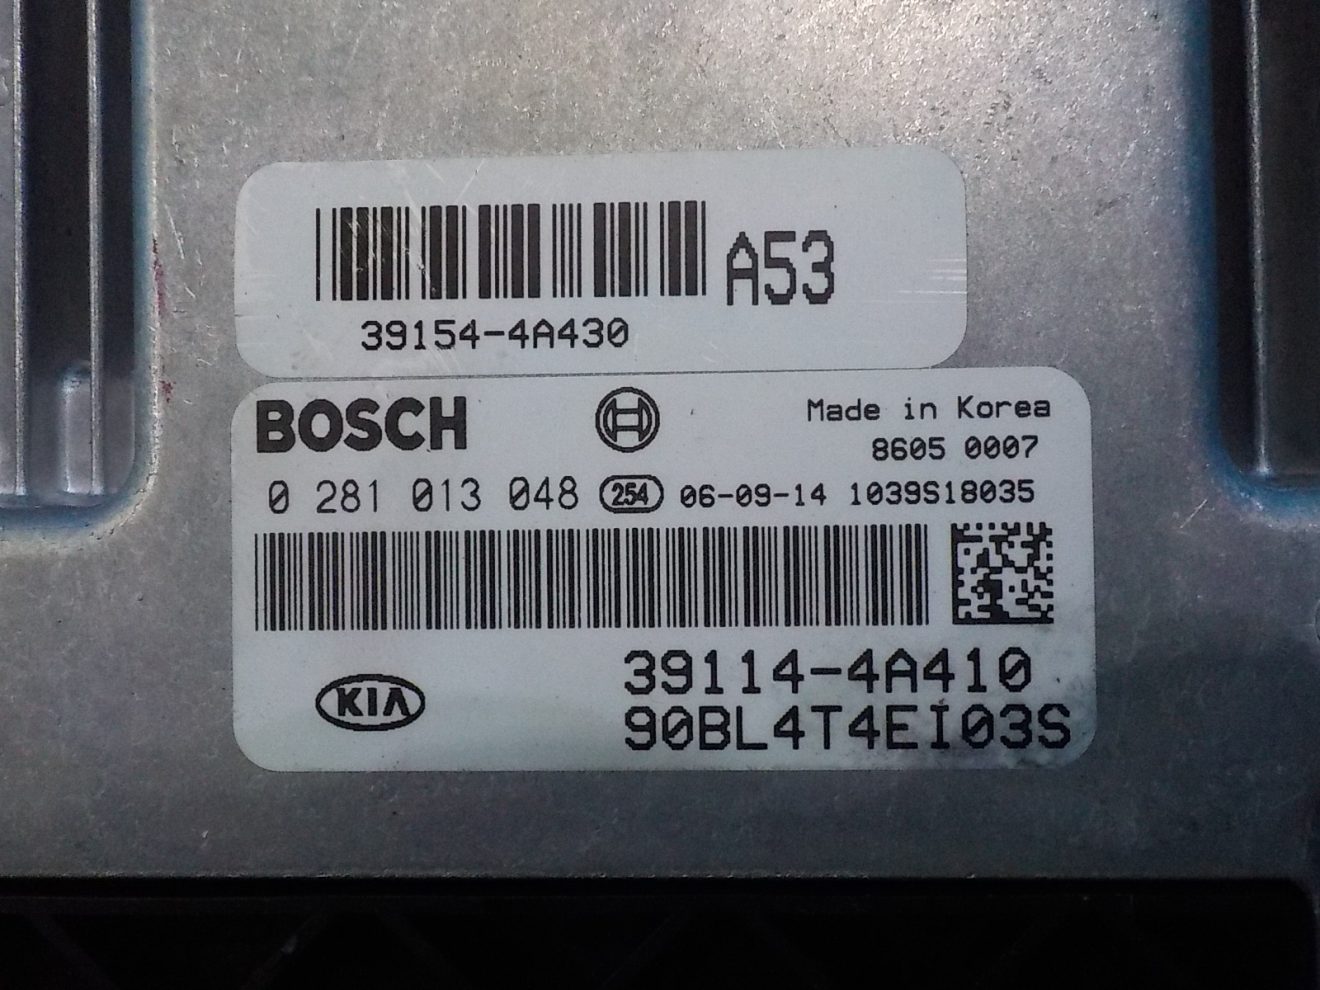 A53
39154-4A430
BOSCH Made in Korea
8605 0007
0 281 013 048 254 06-09-14 1039S18035
39114-4A410
KIA 90BL4T4EI03S